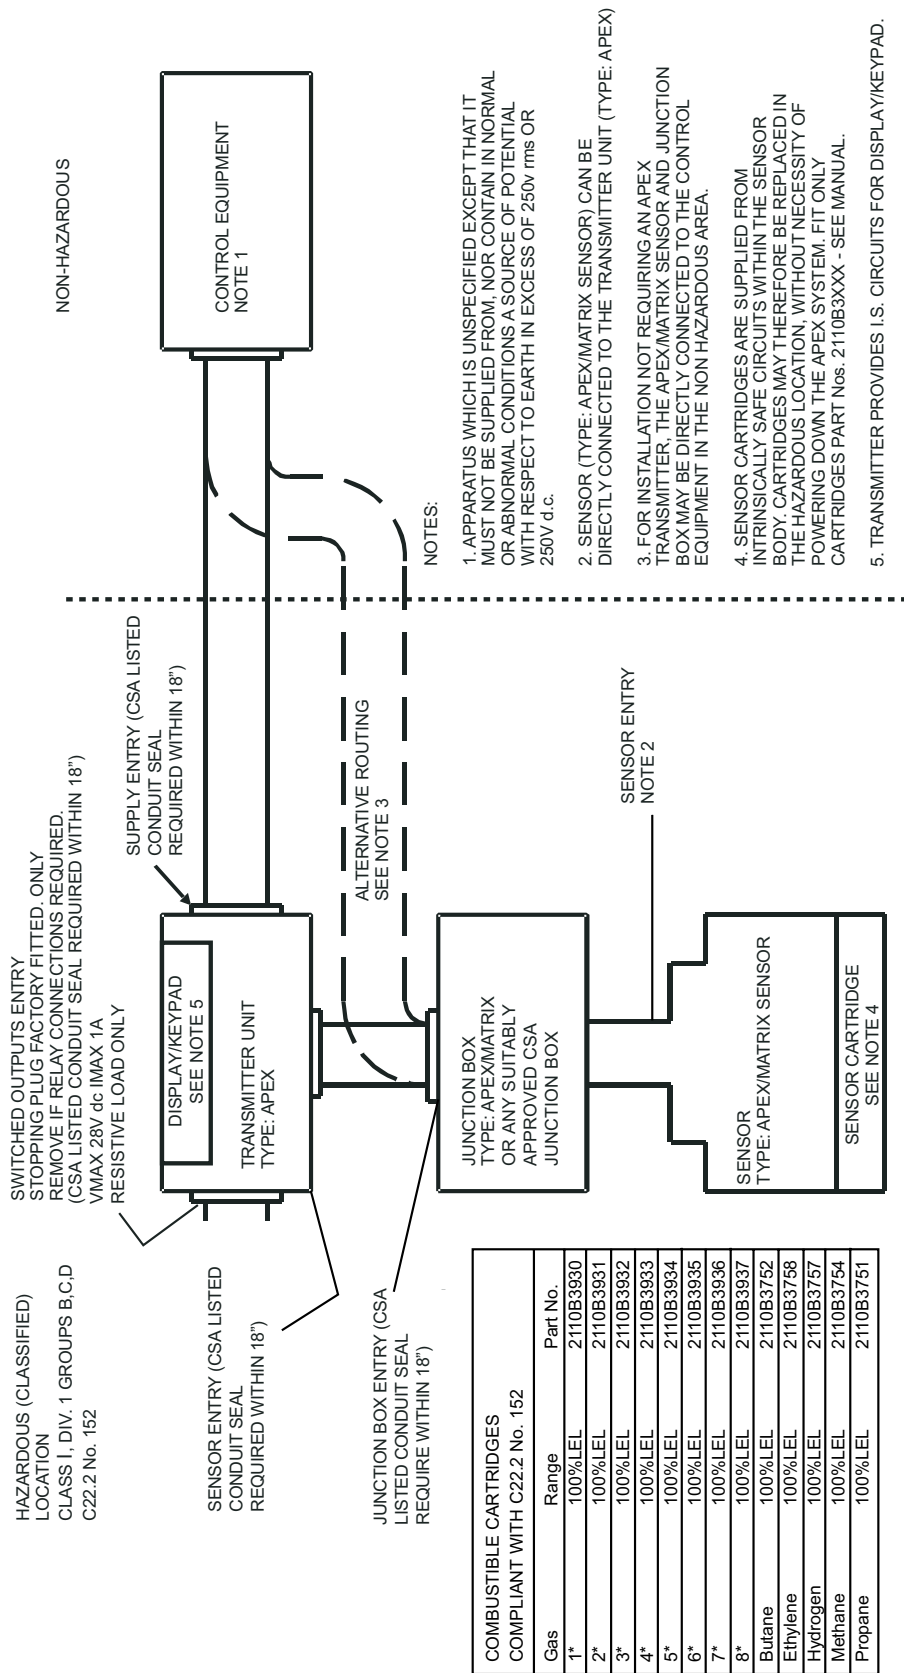 HAZARDOUS (CLASSIFIED)
LOCATION
CLASS I, DIV. 1 GROUPS B,C,D
C22.2 No. 152
SWITCHED OUTPUTS ENTRY
STOPPING PLUG FACTORY FITTED. ONLY
REMOVE IF RELAY CONNECTIONS REQUIRED.
(CSA LISTED CONDUIT SEAL REQUIRED WITHIN 18")
VMAX 28V dc IMAX 1A
RESISTIVE LOAD ONLY
NON-HAZARDOUS
SUPPLY ENTRY (CSA LISTED
CONDUIT SEAL
REQUIRED WITHIN 18")
DISPLAY/KEYPAD
SEE NOTE 5
TRANSMITTER UNIT
TYPE: APEX
CONTROL EQUIPMENT
NOTE 1
SENSOR ENTRY (CSA LISTED
CONDUIT SEAL
REQUIRED WITHIN 18")
ALTERNATIVE ROUTING
SEE NOTE 3
JUNCTION BOX ENTRY (CSA
LISTED CONDUIT SEAL
REQUIRE WITHIN 18")
JUNCTION BOX
TYPE: APEX/MATRIX
OR ANY SUITABLY
APPROVED CSA
JUNCTION BOX
SENSOR ENTRY
NOTE 2
SENSOR
TYPE: APEX/MATRIX SENSOR
SENSOR CARTRIDGE
SEE NOTE 4
NOTES:
1. APPARATUS WHICH IS UNSPECIFIED EXCEPT THAT IT
MUST NOT BE SUPPLIED FROM, NOR CONTAIN IN NORMAL
OR ABNORMAL CONDITIONS A SOURCE OF POTENTIAL
WITH RESPECT TO EARTH IN EXCESS OF 250v rms OR
250V d.c.
2. SENSOR (TYPE: APEX/MATRIX SENSOR) CAN BE
DIRECTLY CONNECTED TO THE TRANSMITTER UNIT (TYPE: APEX)
3. FOR INSTALLATION NOT REQUIRING AN APEX
TRANSMITTER, THE APEX/MATRIX SENSOR AND JUNCTION
BOX MAY BE DIRECTLY CONNECTED TO THE CONTROL
EQUIPMENT IN THE NON HAZARDOUS AREA.
4. SENSOR CARTRIDGES ARE SUPPLIED FROM
INTRINSICALLY SAFE CIRCUITS WITHIN THE SENSOR
BODY. CARTRIDGES MAY THEREFORE BE REPLACED IN
THE HAZARDOUS LOCATION, WITHOUT NECESSITY OF
POWERING DOWN THE APEX SYSTEM. FIT ONLY
CARTRIDGES PART Nos. 2110B3XXX - SEE MANUAL.
5. TRANSMITTER PROVIDES I.S. CIRCUITS FOR DISPLAY/KEYPAD.
COMBUSTIBLE CARTRIDGES
COMPLIANT WITH C22.2 No. 152
Gas Range Part No.
1* 100%LEL 2110B3930
2* 100%LEL 2110B3931
3* 100%LEL 2110B3932
4* 100%LEL 2110B3933
5* 100%LEL 2110B3934
6* 100%LEL 2110B3935
7* 100%LEL 2110B3936
8* 100%LEL 2110B3937
Butane 100%LEL 2110B3752
Ethylene 100%LEL 2110B3758
Hydrogen 100%LEL 2110B3757
Methane 100%LEL 2110B3754
Propane 100%LEL 2110B3751